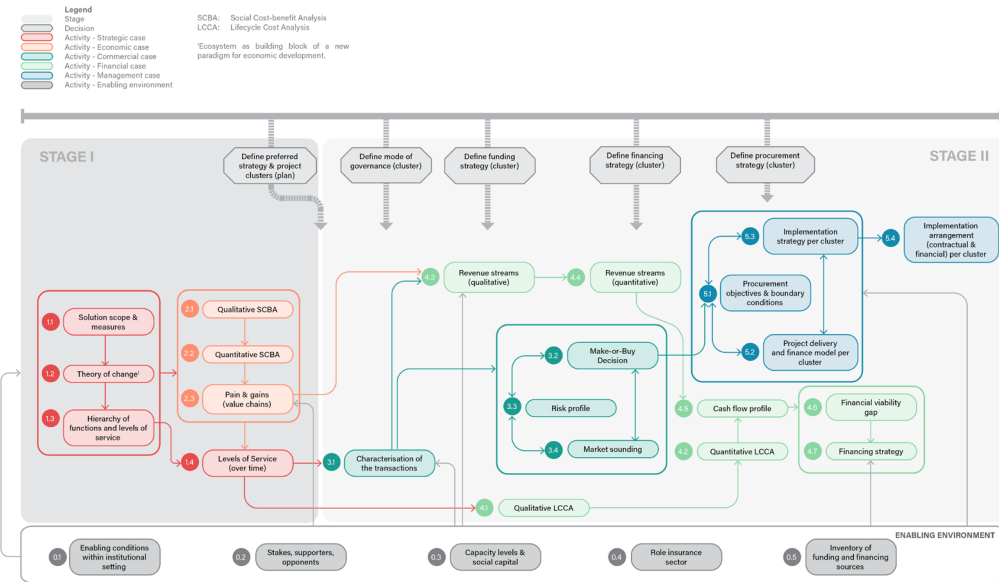 Legend
Stage
Decision
Activity - Strategic case
Activity - Economic case
Activity - Commercial case
Activity - Financial case
Activity - Management case
Activity - Enabling environment
SCBA: Social Cost-benefit Analysis
LCCA: Lifecycle Cost Analysis
¹Ecosystem as building block of a new
paradigm for economic development.
STAGE I
STAGE II
Define preferred
strategy & project
clusters (plan)
Define mode of
governance (cluster)
Define funding
strategy (cluster)
Define financing
strategy (cluster)
Define procurement
strategy (cluster)
1.1
Solution scope &
measures
1.2
Theory of change¹
1.3
Hierarchy of
functions and levels of
service
2.1
Qualitative SCBA
2.2
Quantitative SCBA
2.3
Pain & gains
(value chains)
1.4
Levels of Service
(over time)
3.1
Characterisation of
the transactions
4.3
Revenue streams
(qualitative)
4.4
Revenue streams
(quantitative)
3.2
Make-or-Buy
Decision
3.3
Risk profile
3.4
Market sounding
4.1
Qualitative LCCA
5.3
Implementation
strategy per cluster
5.4
Implementation
arrangement
(contractual &
financial) per cluster
5.1
Procurement
objectives & boundary
conditions
5.2
Project delivery
and finance model per
cluster
4.5
Cash flow profile
4.2
Quantitative LCCA
4.6
Financial viability
gap
4.7
Financing strategy
ENABLING ENVIRONMENT
0.1
Enabling conditions
within institutional
setting
0.2
Stakes, supporters,
opponents
0.3
Capacity levels &
social capital
0.4
Role insurance
sector
0.5
Inventory of
funding and financing
sources